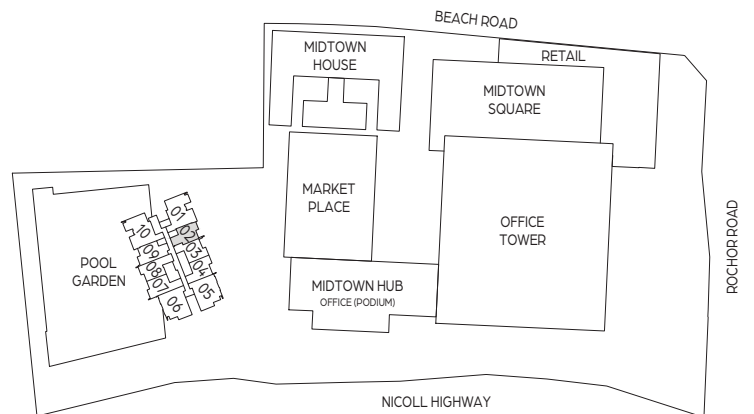 BEACH ROAD
MIDTOWN
HOUSE
RETAIL
MIDTOWN
SQUARE
MARKET
PLACE
OFFICE
TOWER
ROCHOR ROAD
01
02
03
04
05
10
09
08
07
06
POOL
GARDEN
MIDTOWN HUB
OFFICE (PODIUM)
NICOLL HIGHWAY